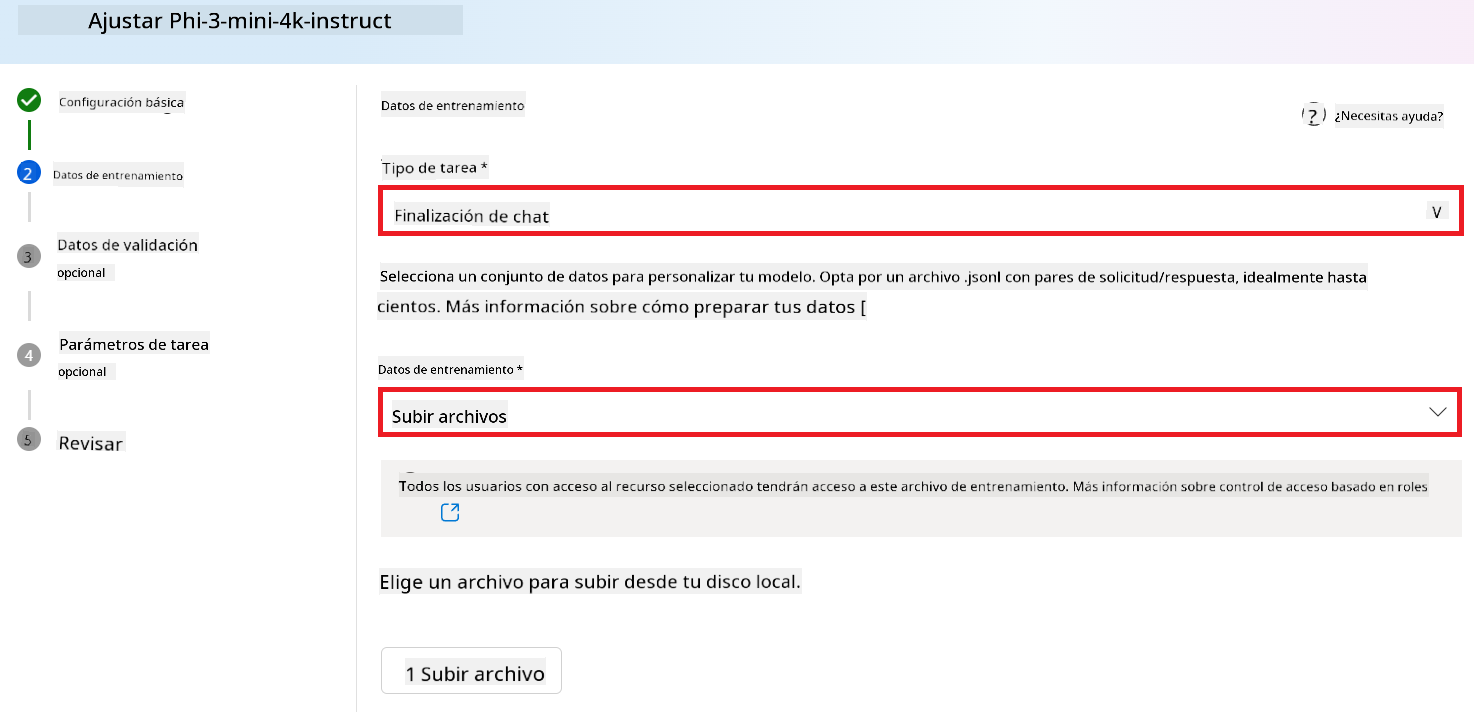 Ajustar Phi-3-mini-4k-instruct
Configuración básica
2
Datos de entrenamiento
3
Datos de validación
opcional
4
Parámetros de tarea
opcional
5
Revisar
Datos de entrenamiento
? ¿Necesitas ayuda?
Tipo de tarea *
Finalización de chat V
Selecciona un conjunto de datos para personalizar tu modelo. Opta por un archivo .jsonl con pares de solicitud/respuesta, idealmente hasta
cientos. Más información sobre cómo preparar tus datos [
Datos de entrenamiento *
Subir archivos
Todos los usuarios con acceso al recurso seleccionado tendrán acceso a este archivo de entrenamiento. Más información sobre control de acceso basado en roles
Elige un archivo para subir desde tu disco local.
1 Subir archivo